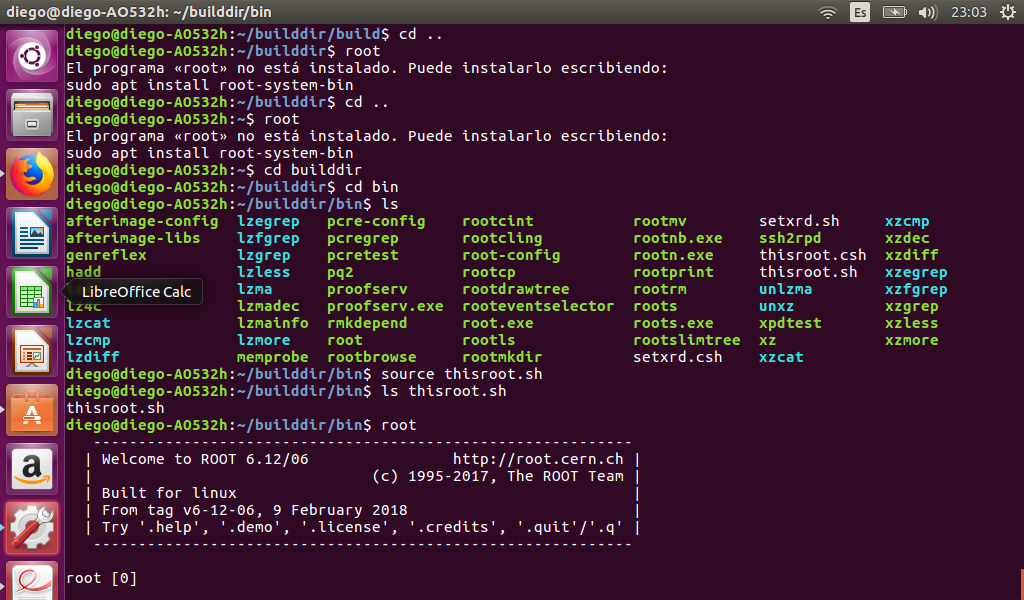 diego@diego-AO532h: ~/builddir/bin Es 23:03
diego@diego-AO532h:~/builddir/build$ cd ..
diego@diego-AO532h:~/builddir$ root
El programa «root» no está instalado. Puede instalarlo escribiendo:
sudo apt install root-system-bin
diego@diego-AO532h:~/builddir$ cd ..
diego@diego-AO532h:~$ root
El programa «root» no está instalado. Puede instalarlo escribiendo:
sudo apt install root-system-bin
diego@diego-AO532h:~$ cd builddir
diego@diego-AO532h:~/builddir$ cd bin
diego@diego-AO532h:~/builddir/bin$ ls
afterimage-config lzegrep pcre-config rootcint rootmv setxrd.sh xzcmp
afterimage-libs lzfgrep pcregrep rootcling rootnb.exe ssh2rpd xzdec
genreflex lzgrep pcretest root-config rootn.exe thisroot.csh xzdiff
hadd lzless pq2 rootcp rootprint thisroot.sh xzegrep
LibreOffice Calc lzma proofserv rootdrawtree rootrm unlzma xzfgrep
lz4c lzmadec proofserv.exe rooteventselector roots unxz xzgrep
lzcat lzmainfo rmkdepend root.exe roots.exe xpdtest xzless
lzcmp lzmore root rootls rootslimtree xz xzmore
lzdiff memprobe rootbrowse rootmkdir setxrd.csh xzcat
diego@diego-AO532h:~/builddir/bin$ source thisroot.sh
diego@diego-AO532h:~/builddir/bin$ ls thisroot.sh
thisroot.sh
diego@diego-AO532h:~/builddir/bin$ root
------------------------------------------------------------
| Welcome to ROOT 6.12/06 http://root.cern.ch |
| (c) 1995-2017, The ROOT Team |
| Built for linux |
| From tag v6-12-06, 9 February 2018 |
| Try '.help', '.demo', '.license', '.credits', '.quit'/'.q' |
------------------------------------------------------------
root [0]